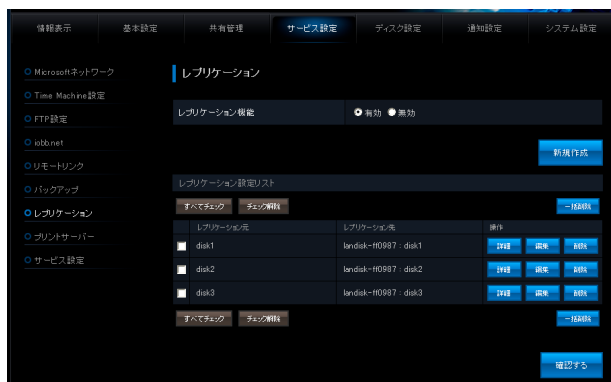 情報表示 基本設定 共有管理 サービス設定 ディスク設定 通知設定 システム設定
Microsoftネットワーク
Time Machine設定
FTP設定
iobb.net
リモートリンク
バックアップ
レプリケーション
プリントサーバー
サービス設定
レプリケーション
レプリケーション機能 有効 無効
新規作成
レプリケーション設定リスト
すべてチェック チェック解除 一括削除
レプリケーション元 レプリケーション先 操作
disk1 landisk-ff0987 : disk1 詳細 編集 削除
disk2 landisk-ff0987 : disk2 詳細 編集 削除
disk3 landisk-ff0987 : disk3 詳細 編集 削除
すべてチェック チェック解除 一括削除
確認する